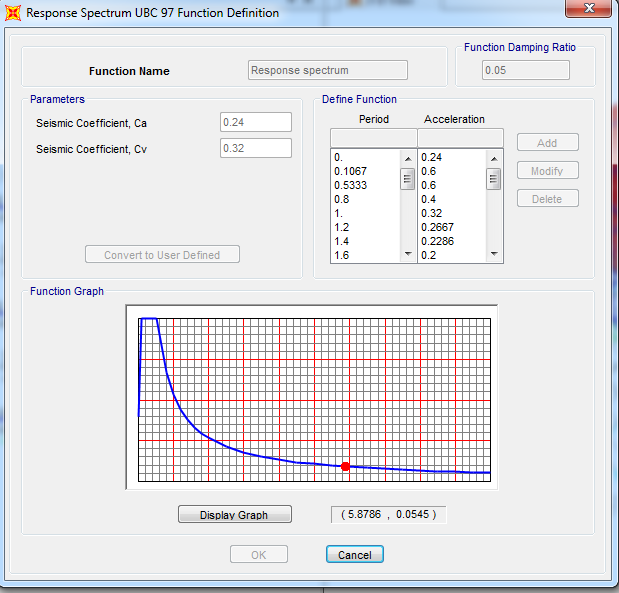 Response Spectrum UBC 97 Function Definition
Function Damping Ratio
Function Name
Response spectrum
0.05
Parameters
Define Function
Seismic Coefficient, Ca
0.24
Seismic Coefficient, Cv
0.32
Period
Acceleration
0. 0.24
0.1067 0.6
0.5333 0.6
0.8 0.4
1. 0.32
1.2 0.2667
1.4 0.2286
1.6 0.2
Add
Modify
Delete
Convert to User Defined
Function Graph
Display Graph
( 5.8786 , 0.0545 )
OK
Cancel